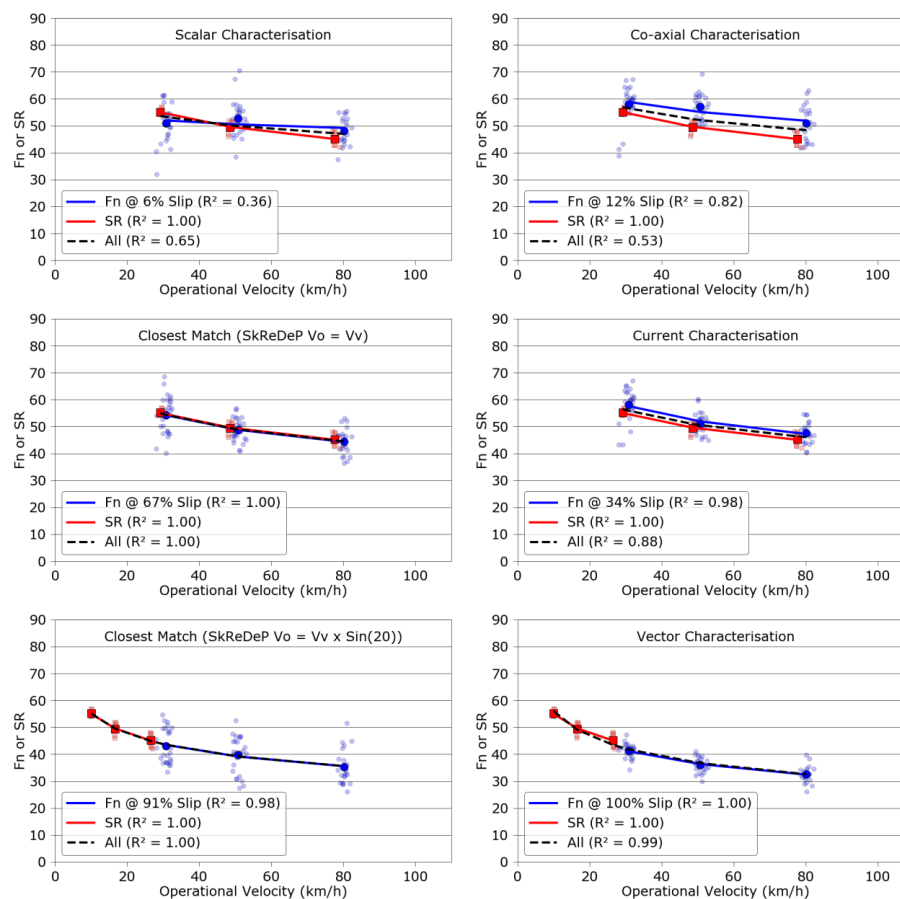 Scalar Characterisation
90
80
70
60
50
40
30
20
10
0
Fn or SR
Fn @ 6% Slip (R² = 0.36)
SR (R² = 1.00)
All (R² = 0.65)
0 20 40 60 80 100
Operational Velocity (km/h)
Co-axial Characterisation
90
80
70
60
50
40
30
20
10
0
Fn or SR
Fn @ 12% Slip (R² = 0.82)
SR (R² = 1.00)
All (R² = 0.53)
0 20 40 60 80 100
Operational Velocity (km/h)
Closest Match (SkReDeP Vo = Vv)
90
80
70
60
50
40
30
20
10
0
Fn or SR
Fn @ 67% Slip (R² = 1.00)
SR (R² = 1.00)
All (R² = 1.00)
0 20 40 60 80 100
Operational Velocity (km/h)
Current Characterisation
90
80
70
60
50
40
30
20
10
0
Fn or SR
Fn @ 34% Slip (R² = 0.98)
SR (R² = 1.00)
All (R² = 0.88)
0 20 40 60 80 100
Operational Velocity (km/h)
Closest Match (SkReDeP Vo = Vv x Sin(20))
90
80
70
60
50
40
30
20
10
0
Fn or SR
Fn @ 91% Slip (R² = 0.98)
SR (R² = 1.00)
All (R² = 1.00)
0 20 40 60 80 100
Operational Velocity (km/h)
Vector Characterisation
90
80
70
60
50
40
30
20
10
0
Fn or SR
Fn @ 100% Slip (R² = 1.00)
SR (R² = 1.00)
All (R² = 0.99)
0 20 40 60 80 100
Operational Velocity (km/h)